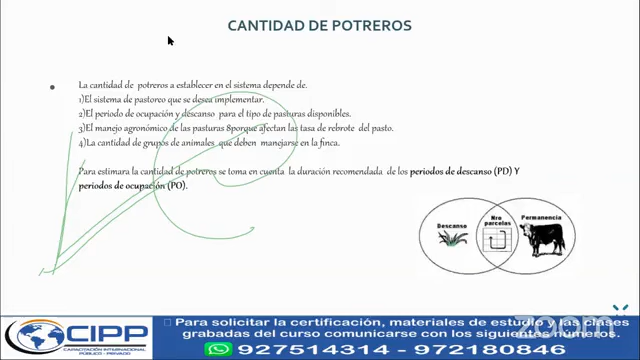 CANTIDAD DE POTREROS
La cantidad de potreros a establecer en el sistema depende de.
1)El sistema de pastoreo que se desea implementar.
2)El periodo de ocupación y descanso para el tipo de pasturas disponibles.
3)El manejo agronómico de las pasturas 8porque afectan las tasa de rebrote del pasto.
4)La cantidad de grupos de animales que deben manejarse en la finca.
Para estimara la cantidad de potreros se toma en cuenta la duración recomendada de los periodos de descanso (PD) Y
periodos de ocupación (PO).
Descanso
Nro
parcelas
Permanencia
zoom
CIPP
CAPACITACIÓN INTERNACIONAL
PÚBLICO - PRIVADO
Para solicitar la certificación, materiales de estudio y las clases
grabadas del curso comunicarse con los siguientes números.
927514314 - 972180846